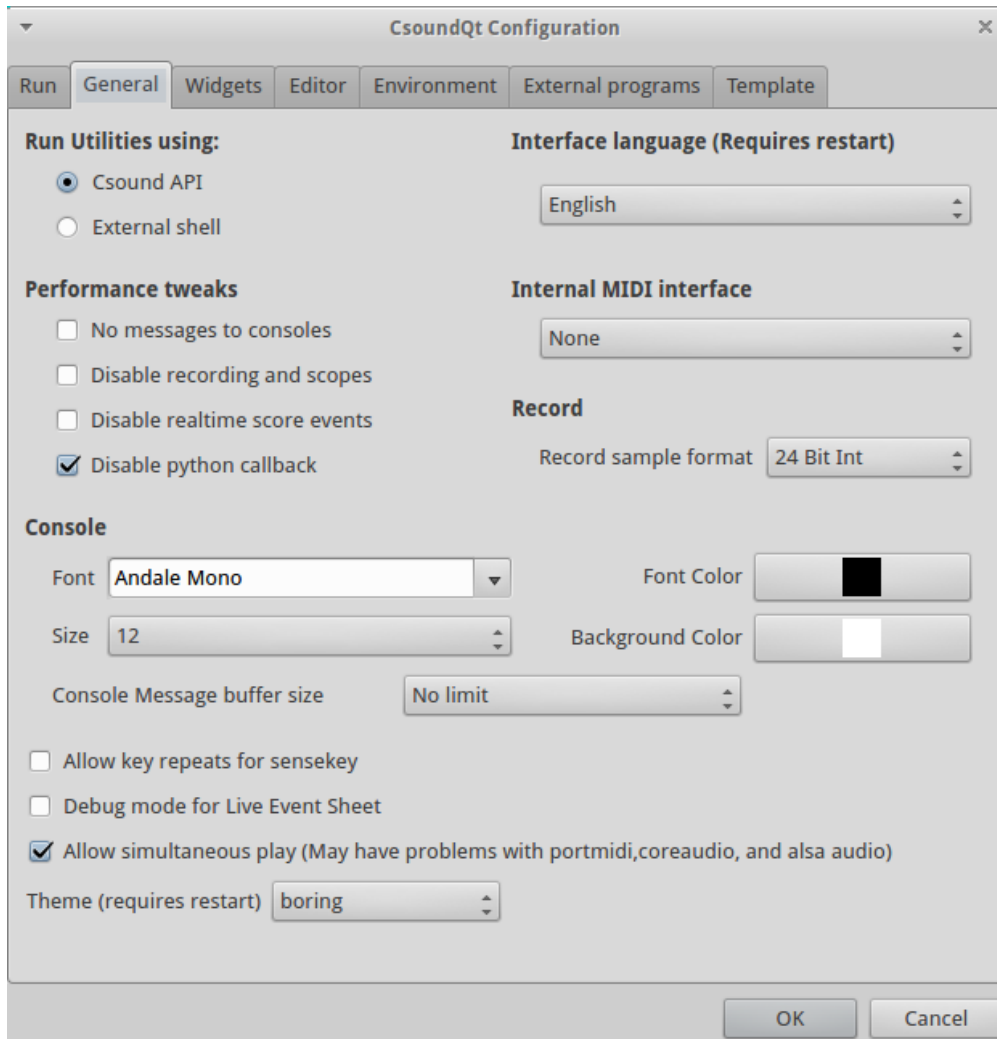 CsoundQt Configuration
Run General Widgets Editor Environment External programs Template
Run Utilities using:
Csound API
External shell
Interface language (Requires restart)
English
Performance tweaks
No messages to consoles
Disable recording and scopes
Disable realtime score events
Disable python callback
Internal MIDI interface
None
Record
Record sample format 24 Bit Int
Console
Font Andale Mono
Font Color
Size 12
Background Color
Console Message buffer size No limit
Allow key repeats for sensekey
Debug mode for Live Event Sheet
Allow simultaneous play (May have problems with portmidi,coreaudio, and alsa audio)
Theme (requires restart) boring
OK Cancel